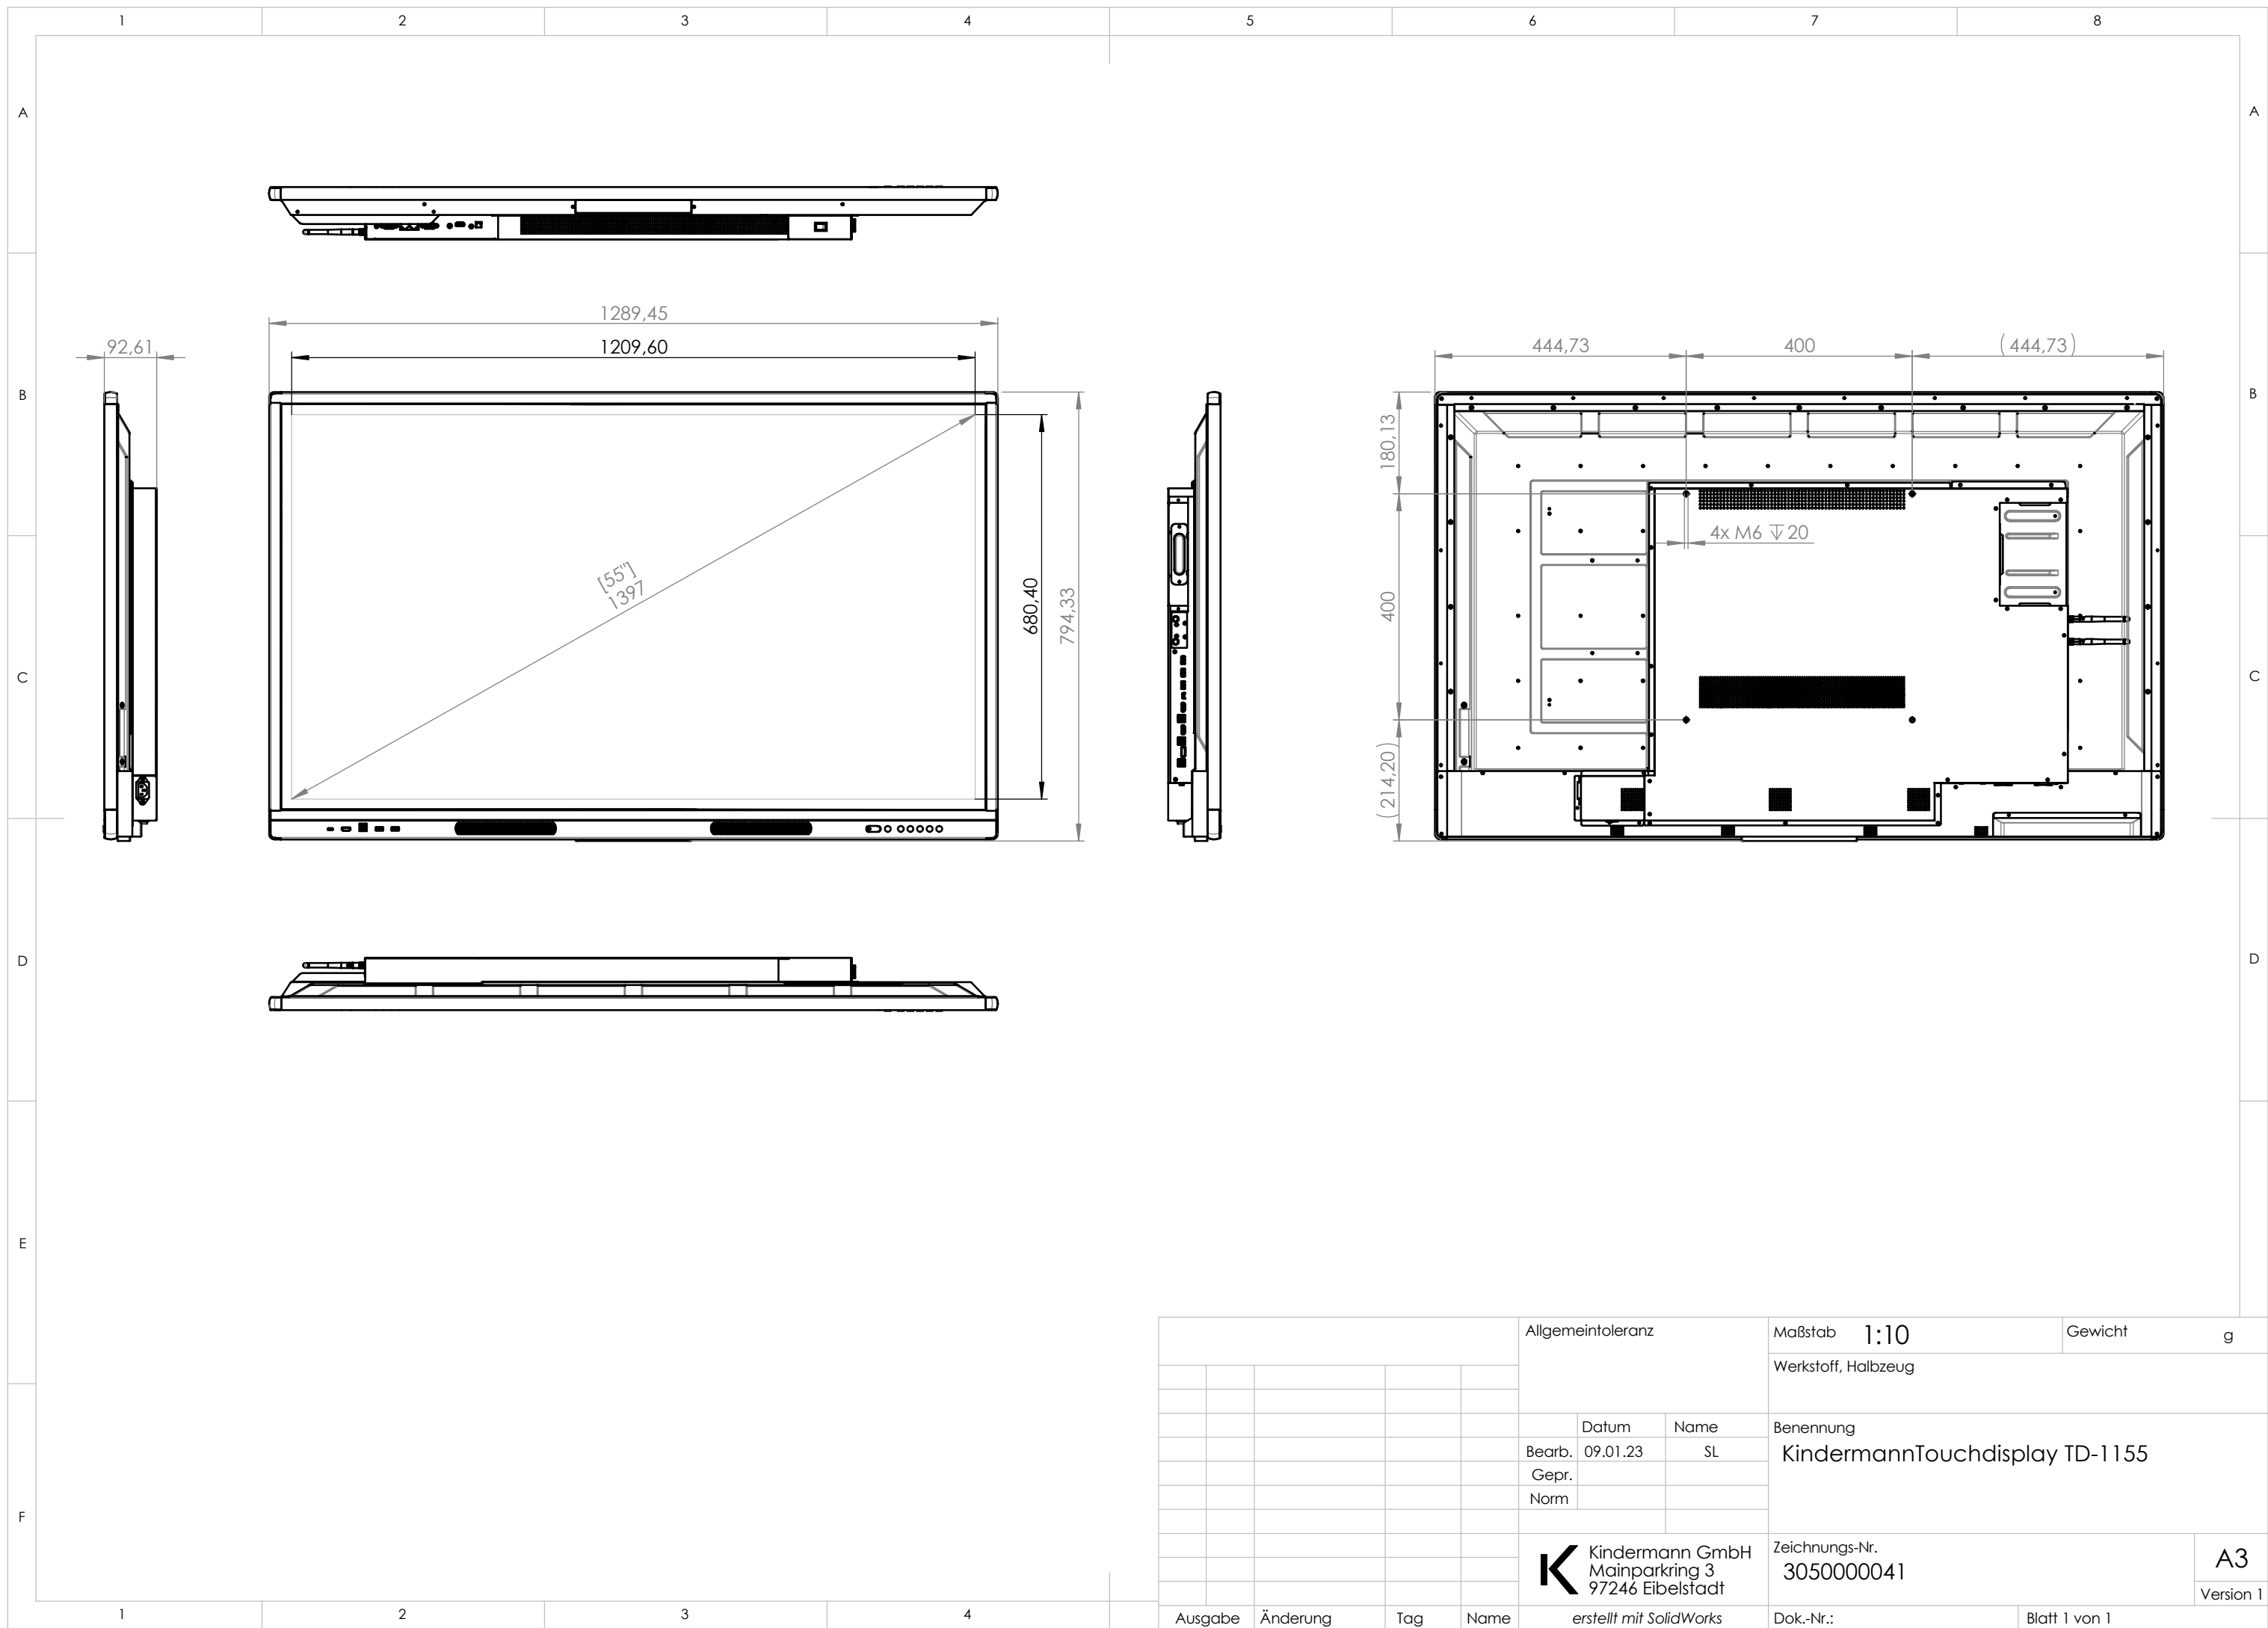 1 2 3 4 5 6 7 8
A A
1289,45
92,61
1209,60
444,73 400 (444,73)
B B
180,13
[55"]
1397
4x M6 ↧20
680,40
794,33
400
C C
(214,20)
D D
E
Allgemeintoleranz
Maßstab 1:10
Gewicht g
Werkstoff, Halbzeug
Datum Name
Bearb. 09.01.23 SL
Gepr.
Norm
Benennung
KindermannTouchdisplay TD-1155
F
K
Kindermann GmbH
Mainparkring 3
97246 Eibelstadt
Zeichnungs-Nr.
3050000041
A3
Version 1
1 2 3 4
Ausgabe Änderung Tag Name erstellt mit SolidWorks Dok.-Nr.: Blatt 1 von 1